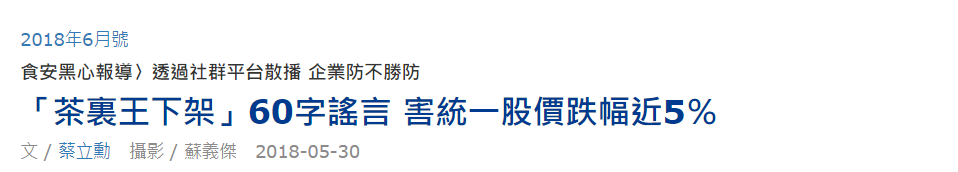 2018年6月號
食安黑心報導〉透過社群平台散播 企業防不勝防
「茶裏王下架」60字謠言 害統一股價跌幅近5%
文 / 蔡立勳 攝影 / 蘇義傑 2018-05-30